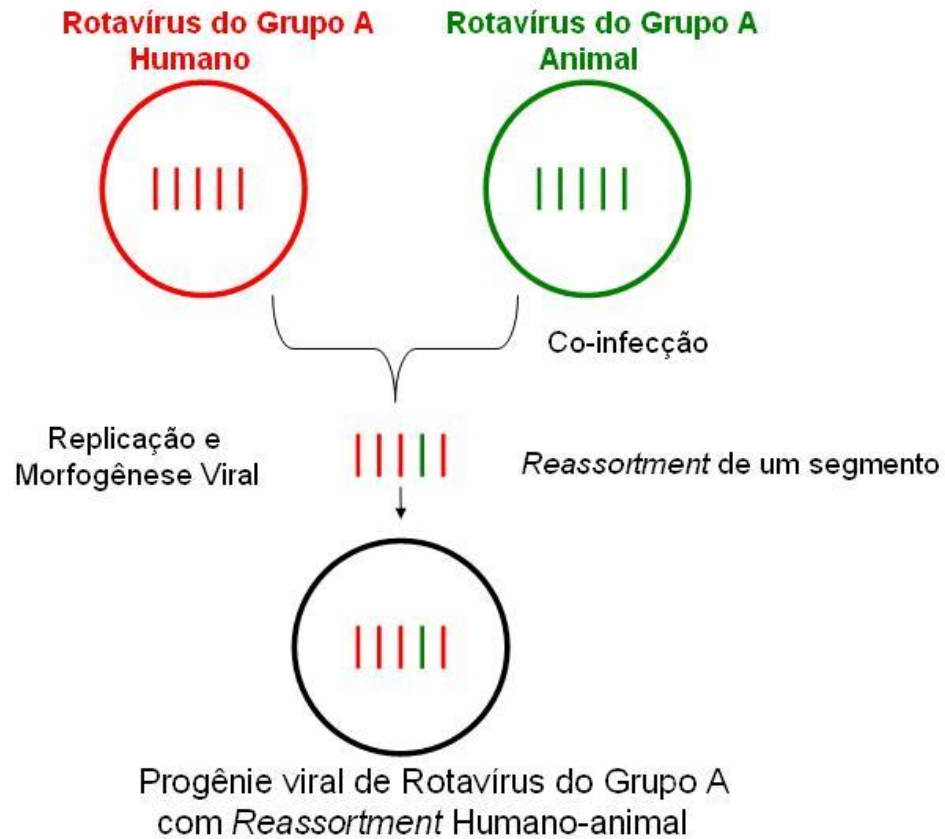 Rotavírus do Grupo A
Humano
Rotavírus do Grupo A
Animal
Co-infecção
Replicação e
Morfogênese Viral
Reassortment de um segmento
Progênie viral de Rotavírus do Grupo A
com Reassortment Humano-animal